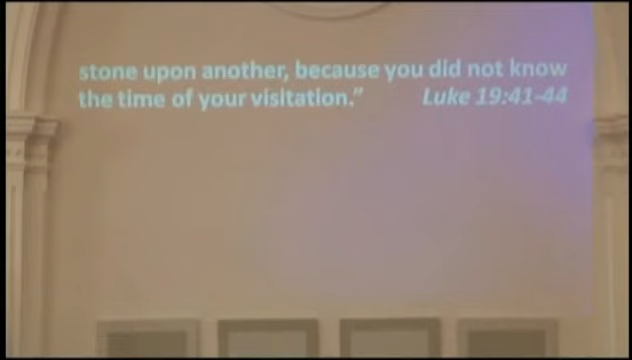 stone upon another, because you did not know
the time of your visitation.” Luke 19:41-44